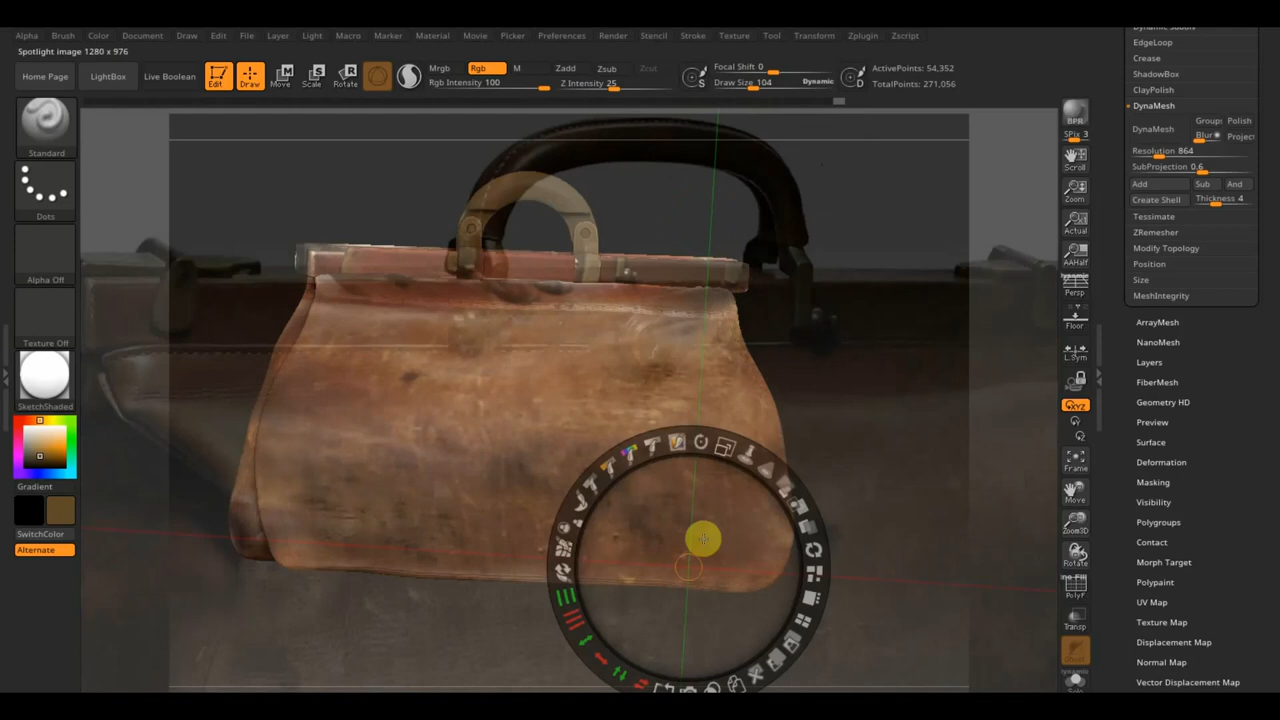 Alpha Brush Color Document Draw Edit File Layer Light Macro Marker Material Movie Picker Preferences Render Stencil Stroke Texture Tool Transform Zplugin Zscript
Spotlight image 1280 x 976
Home Page
LightBox
Live Boolean
Edit
Draw
Move
Scale
Rotate
Mrgb Rgb M
Rgb Intensity 100
Zadd Zsub Zcut
Z Intensity 25
S
Focal Shift 0
Draw Size 104 Dynamic
D
ActivePoints: 54,352
TotalPoints: 271,056
Standard
Dots
Alpha Off
Texture Off
SketchShaded
Gradient
SwitchColor
Alternate
BPR
SPix 3
Scroll
Zoom
Actual
AAHalf
Dynamic
Persp
Floor
L.Sym
XYZ
Frame
Move
Zoom3D
Rotate
PolyF
Transp
Ghost
Solo
Dynamic Subdiv
EdgeLoop
Crease
ShadowBox
ClayPolish
DynaMesh
DynaMesh
Groups Polish
Blur Project
Resolution 864
SubProjection 0.6
Add Sub And
Create Shell Thickness 4
Tessimate
ZRemesher
Modify Topology
Position
Size
MeshIntegrity
ArrayMesh
NanoMesh
Layers
FiberMesh
Geometry HD
Preview
Surface
Deformation
Masking
Visibility
Polygroups
Contact
Morph Target
Polypaint
UV Map
Texture Map
Displacement Map
Normal Map
Vector Displacement Map